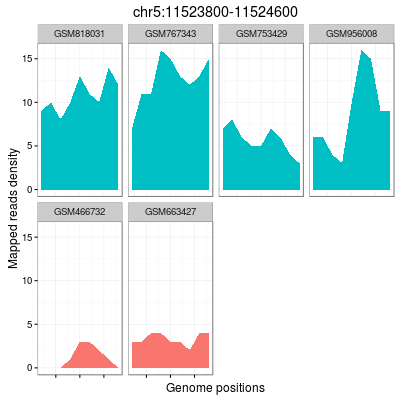 chr5:11523800-11524600
GSM818031 GSM767343 GSM753429 GSM956008
15
10
5
0
GSM466732 GSM663427
15
10
5
0
Mapped reads density
Genome positions